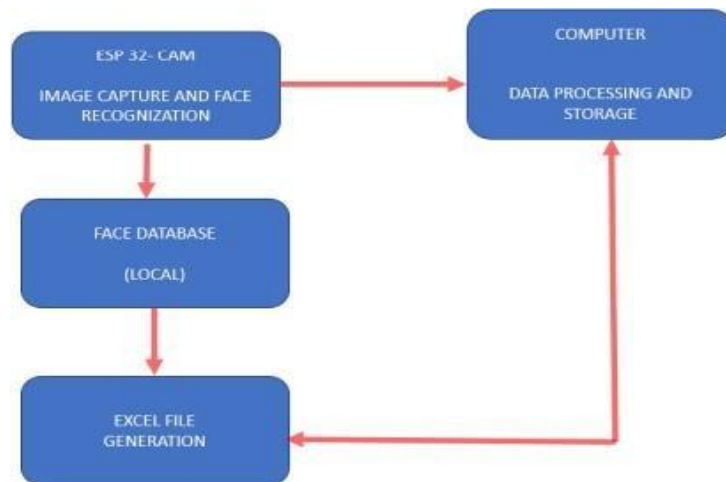 ESP 32- CAM
IMAGE CAPTURE AND FACE
RECOGNIZATION
COMPUTER
DATA PROCESSING AND
STORAGE
FACE DATABASE
(LOCAL)
EXCEL FILE
GENERATION